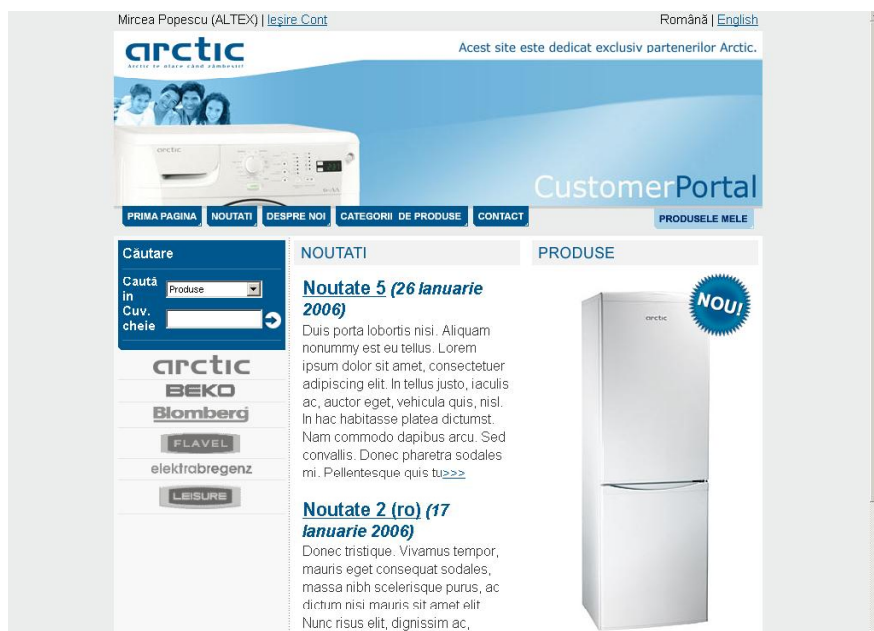 Mircea Popescu (ALTEX) | Ieşire Cont
Română | English
arctic
Arctic te place când zâmbeşti!
Acest site este dedicat exclusiv partenerilor Arctic.
arctic
CustomerPortal
PRIMA PAGINA
NOUTATI
DESPRE NOI
CATEGORII DE PRODUSE
CONTACT
PRODUSELE MELE
Căutare
Caută in
Produse
Cuv. cheie
arctic
BEKO
Blomberg
FLAVEL
elektrabregenz
LEISURE
NOUTATI
Noutate 5 (26 Ianuarie
2006)
Duis porta lobortis nisi. Aliquam
nonummy est eu tellus. Lorem
ipsum dolor sit amet, consectetuer
adipiscing elit. In tellus justo, iaculis
ac, auctor eget, vehicula quis, nisl.
In hac habitasse platea dictumst.
Nam commodo dapibus arcu. Sed
convallis. Donec pharetra sodales
mi. Pellentesque quis tu>>>
Noutate 2 (ro) (17
Ianuarie 2006)
Donec tristique. Vivamus tempor,
mauris eget consequat sodales,
massa nibh scelerisque purus, ac
dictum nisi mauris sit amet elit.
Nunc risus elit, dignissim ac,
PRODUSE
NOU!
arctic